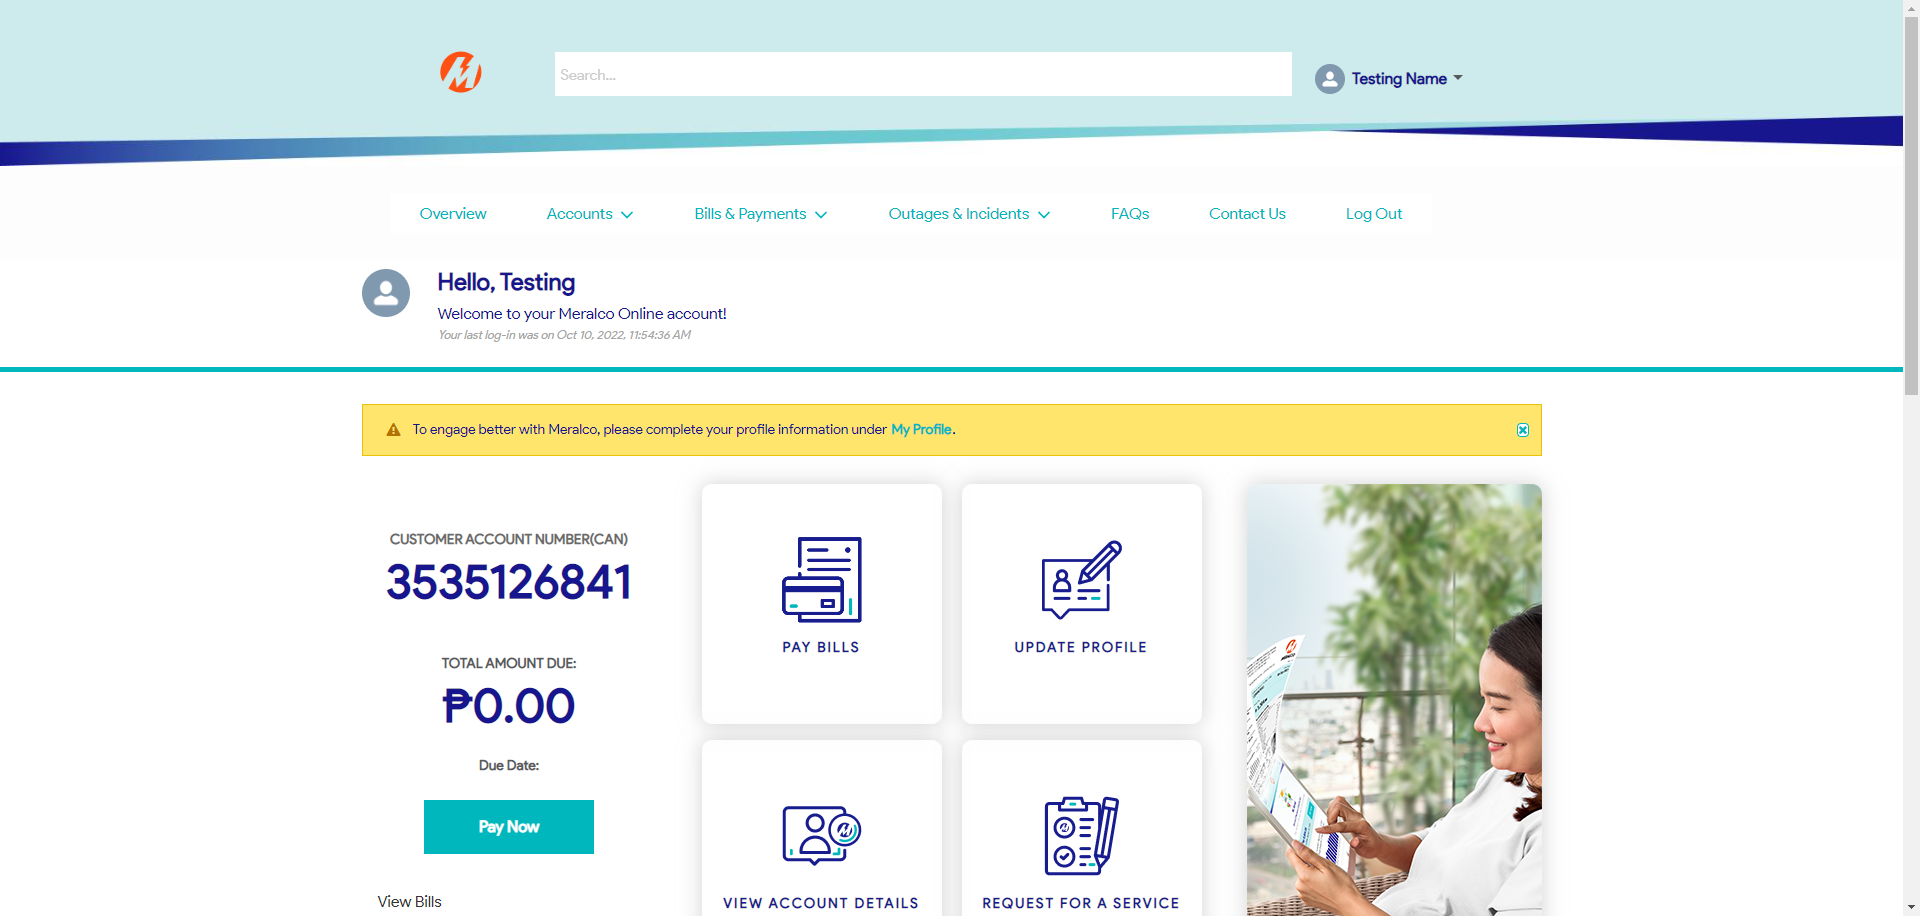 Search...
Testing Name
Overview
Accounts
Bills & Payments
Outages & Incidents
FAQs
Contact Us
Log Out
Hello, Testing
Welcome to your Meralco Online account!
Your last log-in was on Oct 10, 2022, 11:54:36 AM
To engage better with Meralco, please complete your profile information under My Profile.
CUSTOMER ACCOUNT NUMBER(CAN)
3535126841
TOTAL AMOUNT DUE:
₱0.00
Due Date:
Pay Now
View Bills
PAY BILLS
UPDATE PROFILE
VIEW ACCOUNT DETAILS
REQUEST FOR A SERVICE